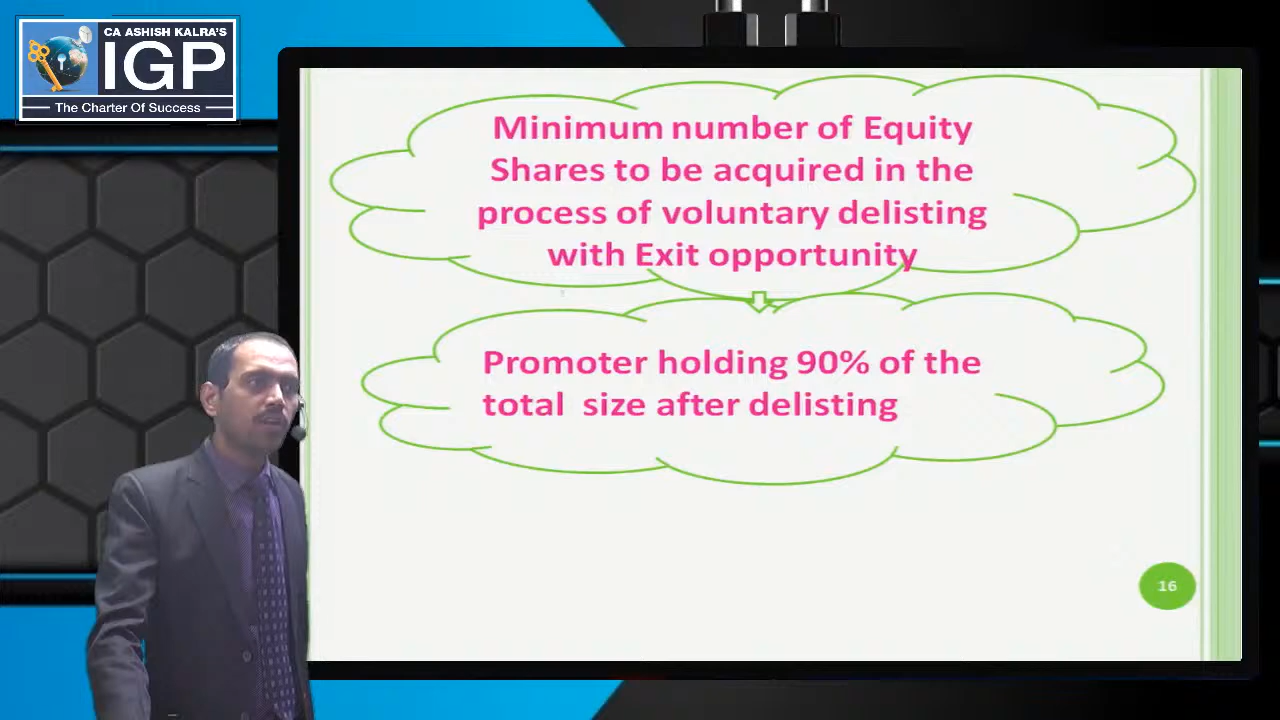 CA ASHISH KALRA'S
IGP
The Charter Of Success
Minimum number of Equity
Shares to be acquired in the
process of voluntary delisting
with Exit opportunity
Promoter holding 90% of the
total size after delisting
16